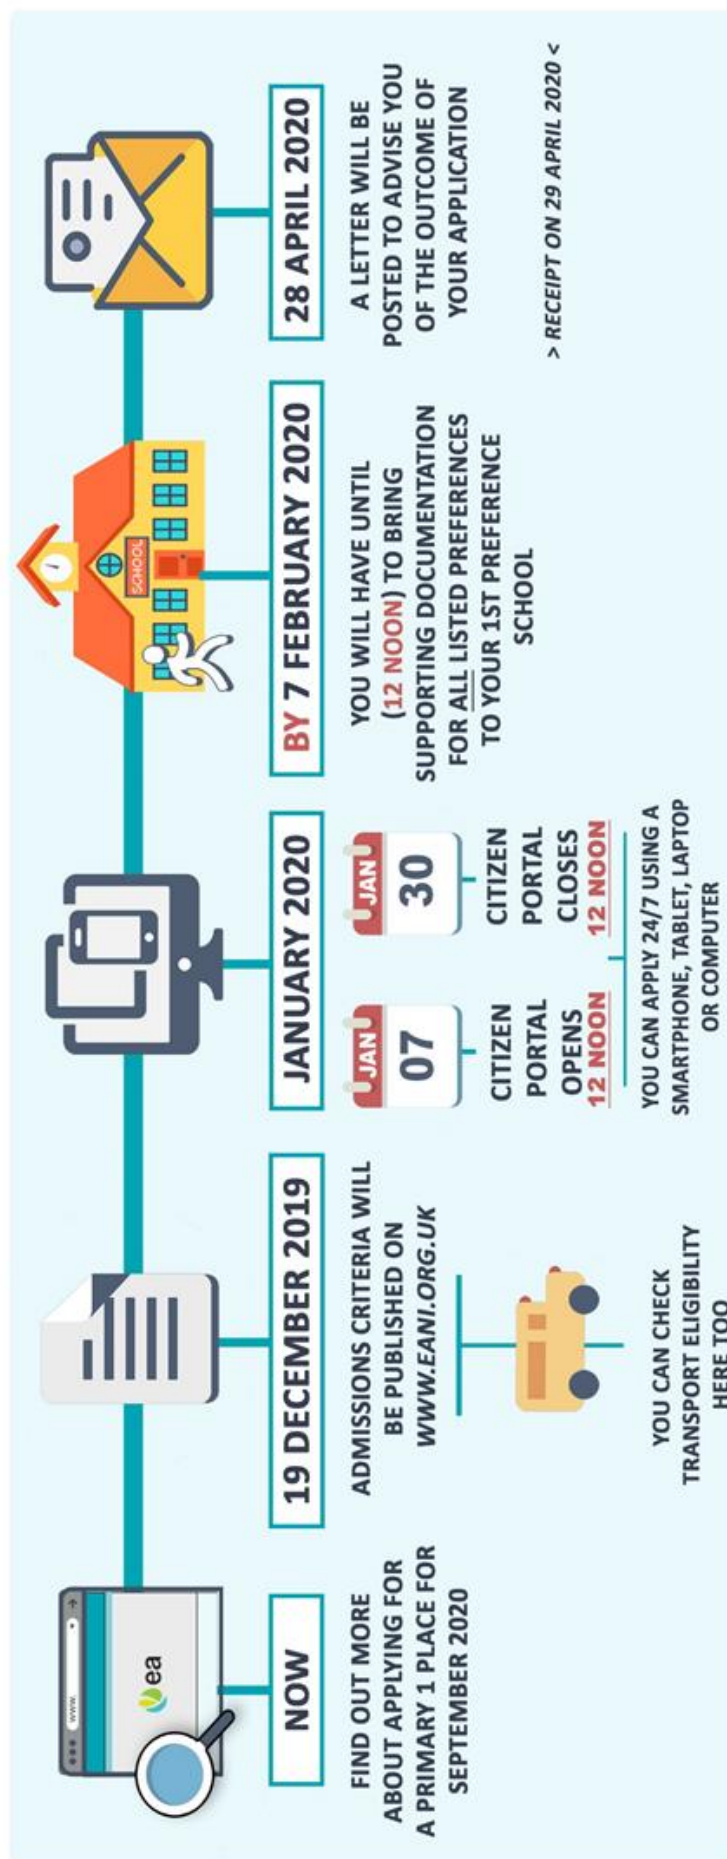 www.
ea
NOW
FIND OUT MORE
ABOUT APPLYING FOR
A PRIMARY 1 PLACE FOR
SEPTEMBER 2020
19 DECEMBER 2019
ADMISSIONS CRITERIA WILL
BE PUBLISHED ON
WWW.EANI.ORG.UK
YOU CAN CHECK
TRANSPORT ELIGIBILITY
HERE TOO
JANUARY 2020
JAN
07
CITIZEN
PORTAL
OPENS
12 NOON
JAN
30
CITIZEN
PORTAL
CLOSES
12 NOON
YOU CAN APPLY 24/7 USING A
SMARTPHONE, TABLET, LAPTOP
OR COMPUTER
SCHOOL
BY 7 FEBRUARY 2020
YOU WILL HAVE UNTIL
(12 NOON) TO BRING
SUPPORTING DOCUMENTATION
FOR ALL LISTED PREFERENCES
TO YOUR 1ST PREFERENCE
SCHOOL
28 APRIL 2020
A LETTER WILL BE
POSTED TO ADVISE YOU
OF THE OUTCOME OF
YOUR APPLICATION
> RECEIPT ON 29 APRIL 2020 <